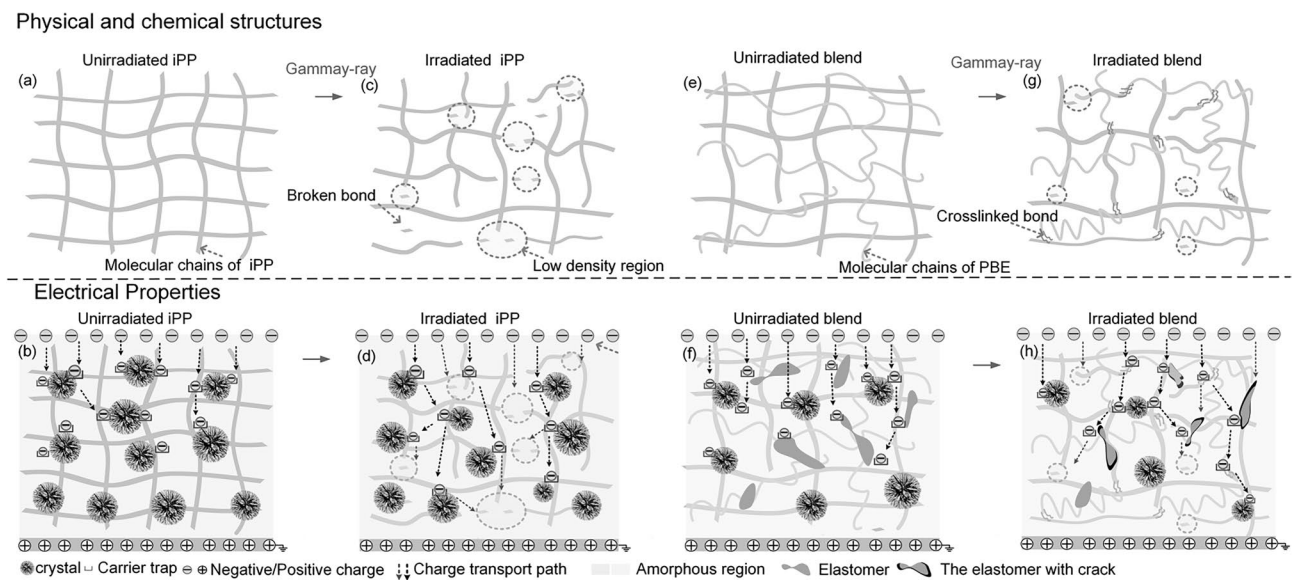 Physical and chemical structures
Unirradiated iPP
Gammay-ray
Irradiated iPP
Unirradiated blend
Gammay-ray
Irradiated blend
(a)
(c)
(e)
(g)
Broken bond
Crosslinked bond
Molecular chains of iPP
Low density region
Molecular chains of PBE
Electrical Properties
Unirradiated iPP
Irradiated iPP
Unirradiated blend
Irradiated blend
(b)
(d)
(f)
(h)
crystal
Carrier trap
Negative/Positive charge
Charge transport path
Amorphous region
Elastomer
The elastomer with crack